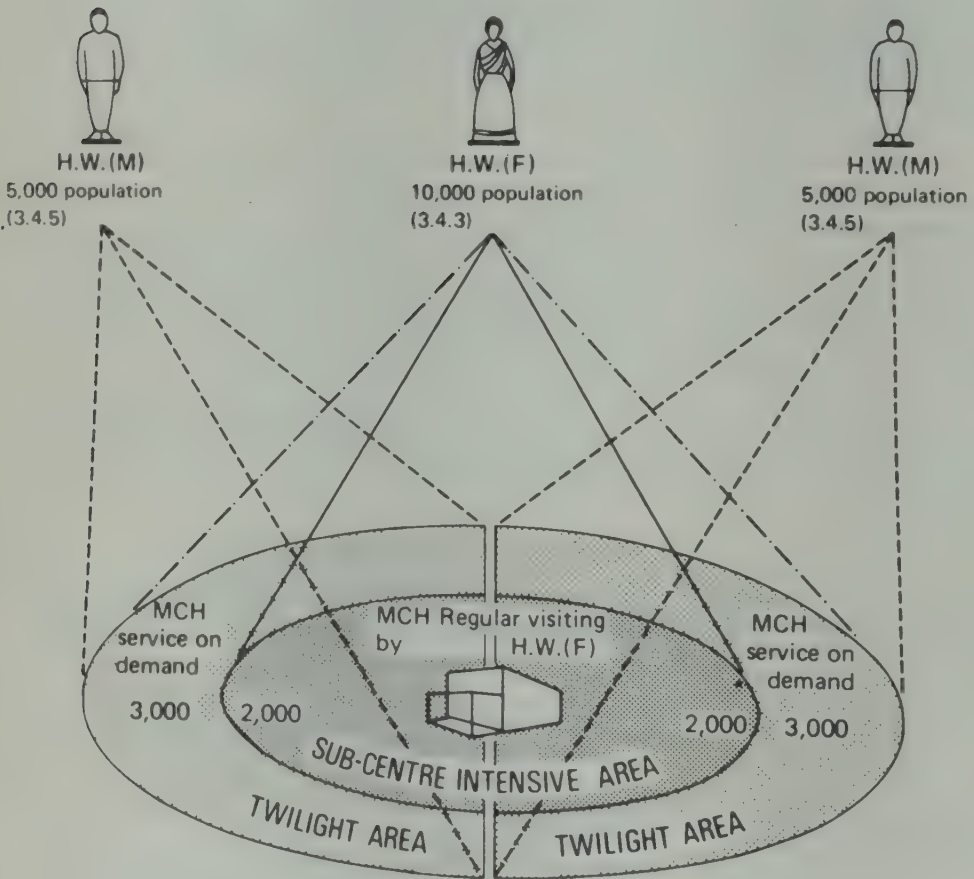 H.W.(M)
5,000 population
(3.4.5)
H.W.(F)
10,000 population
(3.4.3)
H.W.(M)
5,000 population
(3.4.5)
MCH
service on
demand
3,000
2,000
MCH Regular visiting
by H.W.(F)
MCH
service on
demand
2,000
3,000
SUB-CENTRE INTENSIVE AREA
TWILIGHT AREA
TWILIGHT AREA